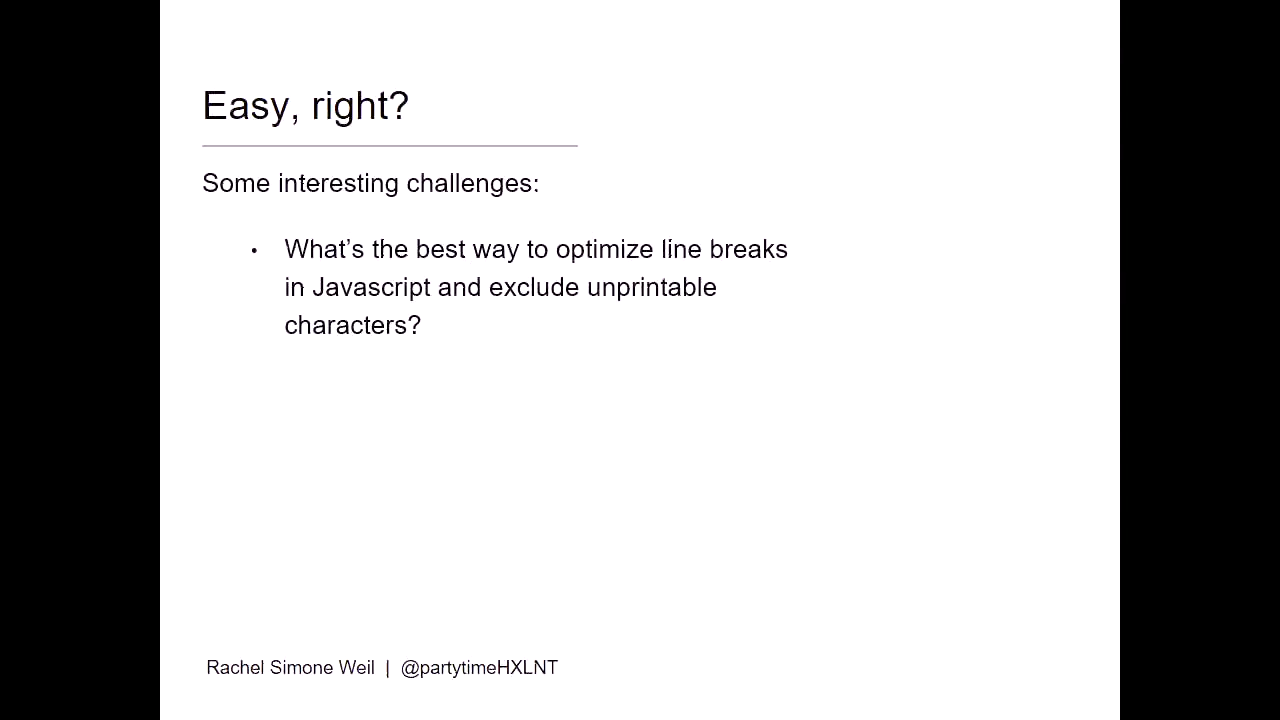 Easy, right?
Some interesting challenges:
• What’s the best way to optimize line breaks
in Javascript and exclude unprintable
characters?
Rachel Simone Weil | @partytimeHXLNT